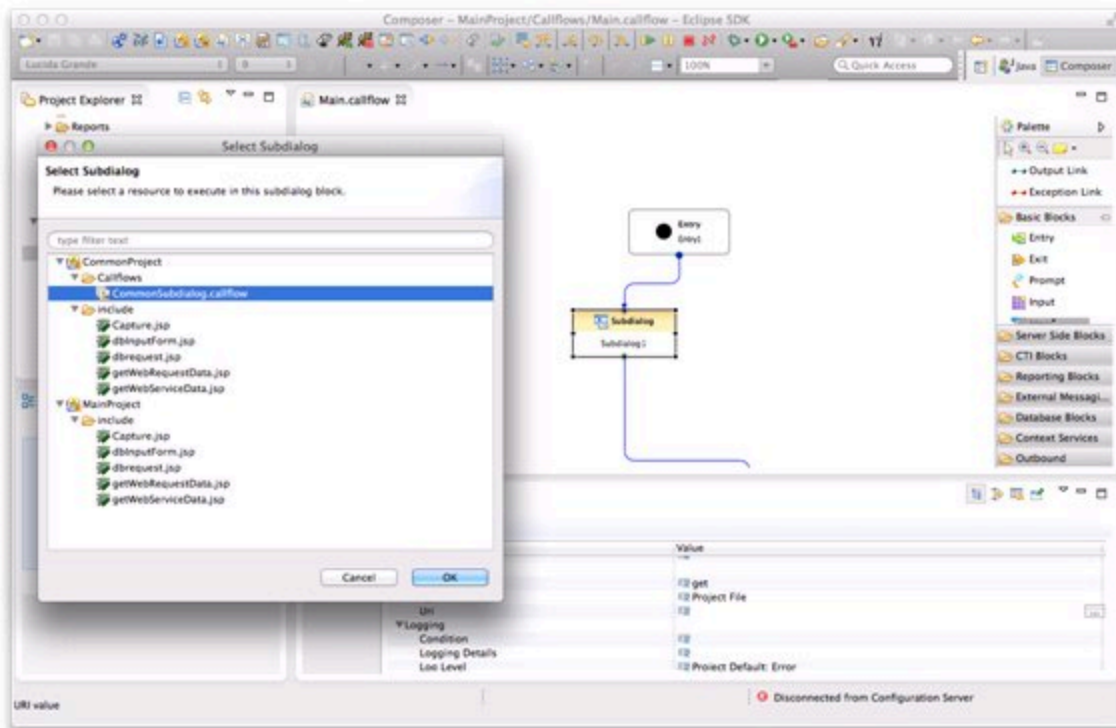 Composer - MainProject/Callflows/Main.callflow - Eclipse SDK
Lucida Grande 9 100% Quick Access Java Composer
Project Explorer
Reports
Main.callflow
Select Subdialog
Select Subdialog
Please select a resource to execute in this subdialog block.
type filter text
CommonProject
Callflows
CommonSubdialog.callflow
include
Capture.jsp
dbInputForm.jsp
dbrequest.jsp
getWebRequestData.jsp
getWebServiceData.jsp
MainProject
include
Capture.jsp
dbInputForm.jsp
dbrequest.jsp
getWebRequestData.jsp
getWebServiceData.jsp
Cancel OK
Entry
Entry1
Subdialog
Subdialog1
Palette
Output Link
Exception Link
Basic Blocks
Entry
Exit
Prompt
Input
Server Side Blocks
CTI Blocks
Reporting Blocks
External Messagi...
Database Blocks
Context Services
Outbound
Value
get
Project File
Uri
Logging
Condition
Logging Details
Log Level Project Default: Error
URI value
Disconnected from Configuration Server